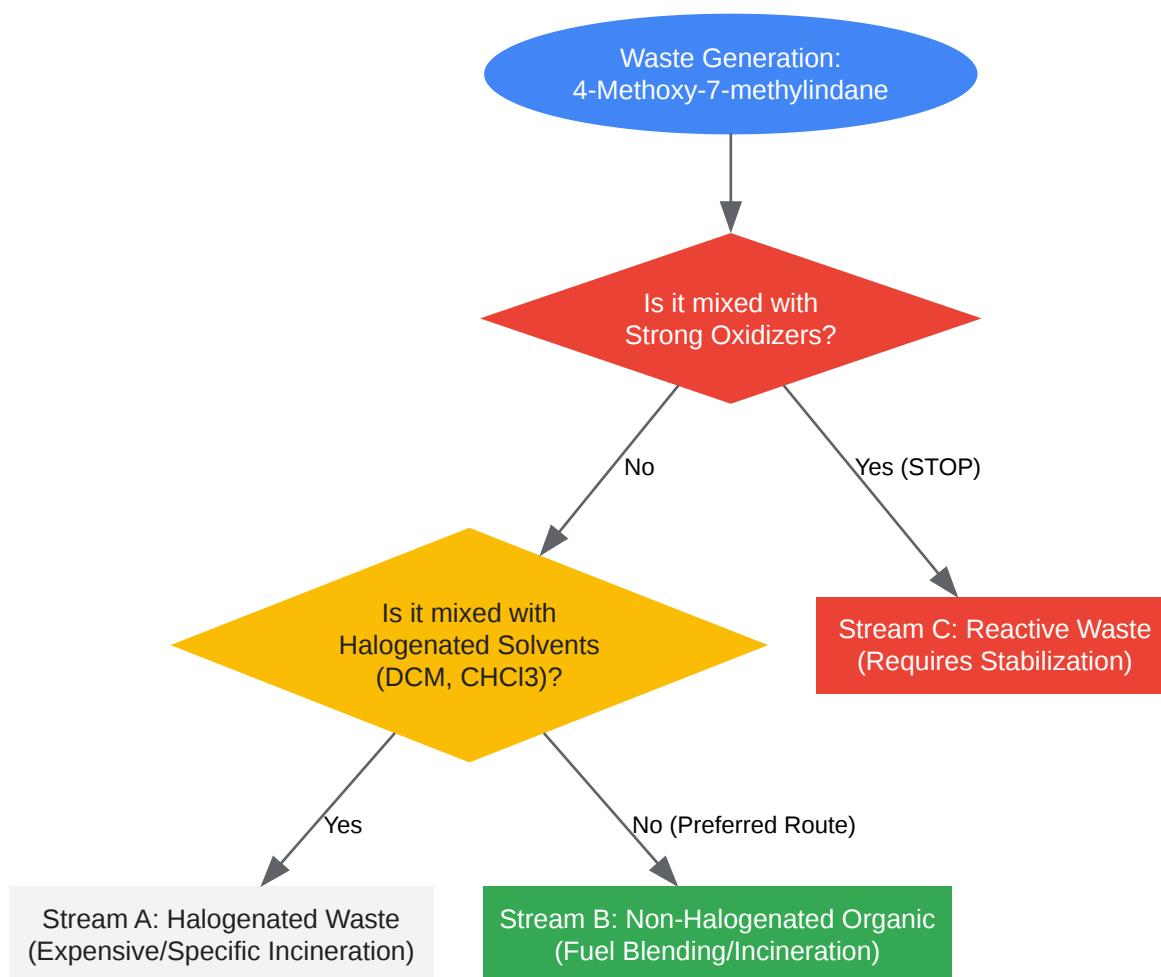 Waste Generation:
4-Methoxy-7-methylindane
Is it mixed with
Strong Oxidizers?
No
Yes (STOP)
Is it mixed with
Halogenated Solvents
(DCM, CHCl3)?
Stream C: Reactive Waste
(Requires Stabilization)
Yes
No (Preferred Route)
Stream A: Halogenated Waste
(Expensive/Specific Incineration)
Stream B: Non-Halogenated Organic
(Fuel Blending/Incineration)